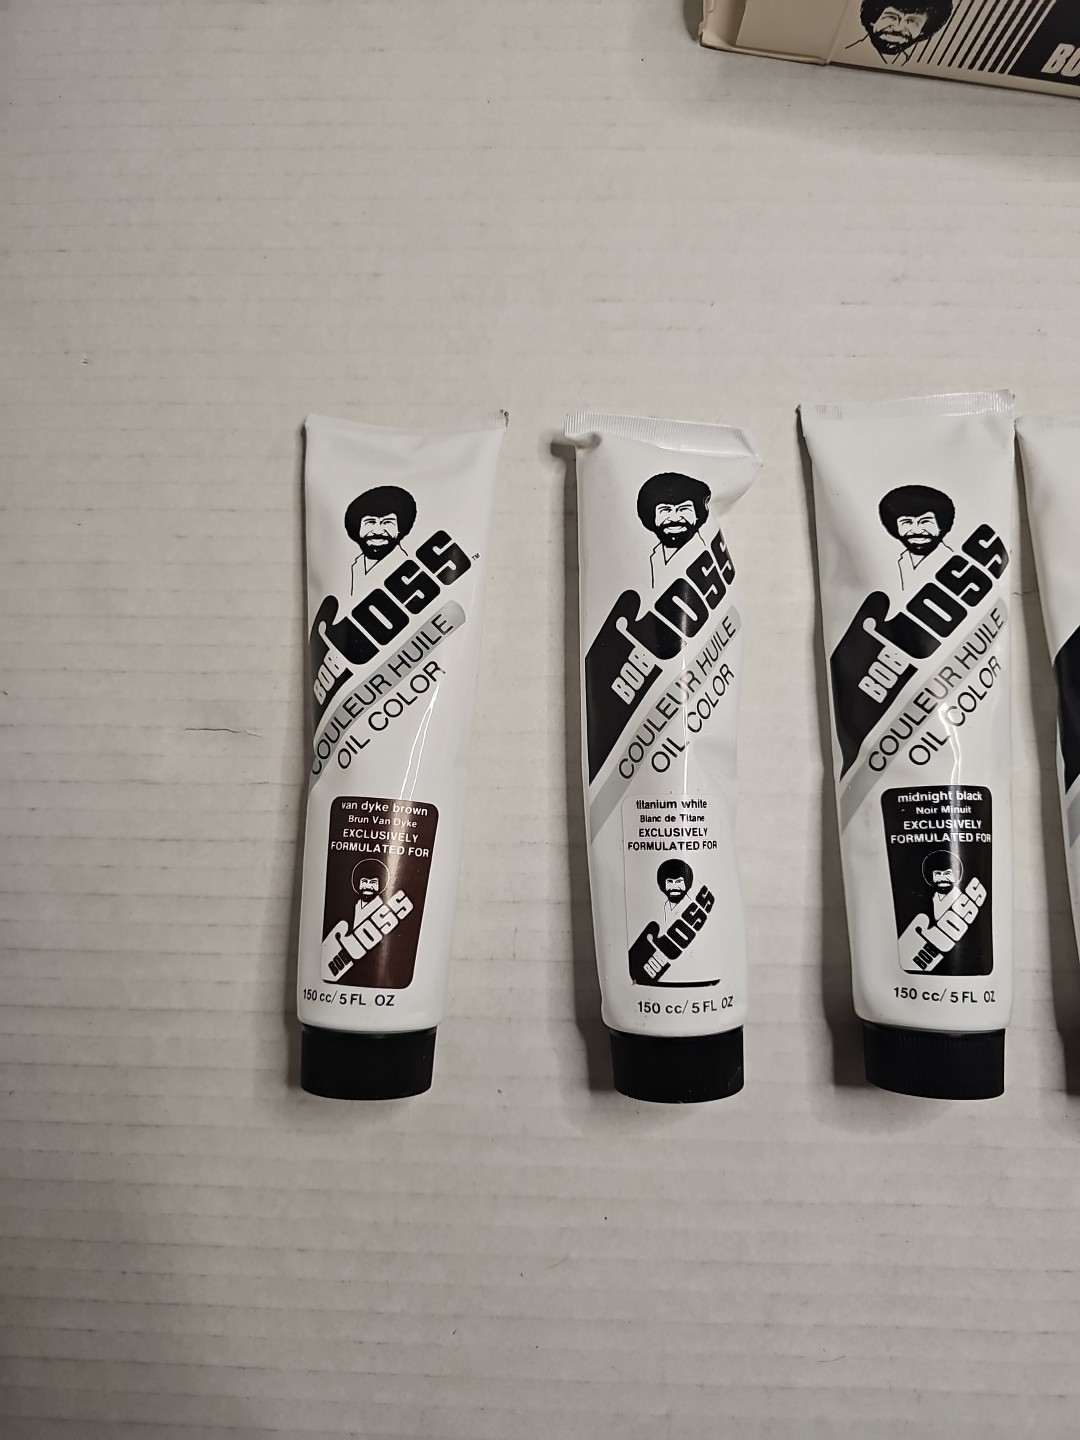 BO
BOB ROSS™
COULEUR HUILE
OIL COLOR
van dyke brown
Brun Van Dyke
EXCLUSIVELY
FORMULATED FOR
BOB ROSS
150 cc/ 5 FL OZ
BOB ROSS
COULEUR HUILE
OIL COLOR
titanium white
Blanc de Titane
EXCLUSIVELY
FORMULATED FOR
BOB ROSS
150 cc/ 5 FL OZ
BOB ROSS
COULEUR HUILE
OIL COLOR
midnight black
Noir Minuit
EXCLUSIVELY
FORMULATED FOR
BOB ROSS
150 cc/ 5 FL OZ